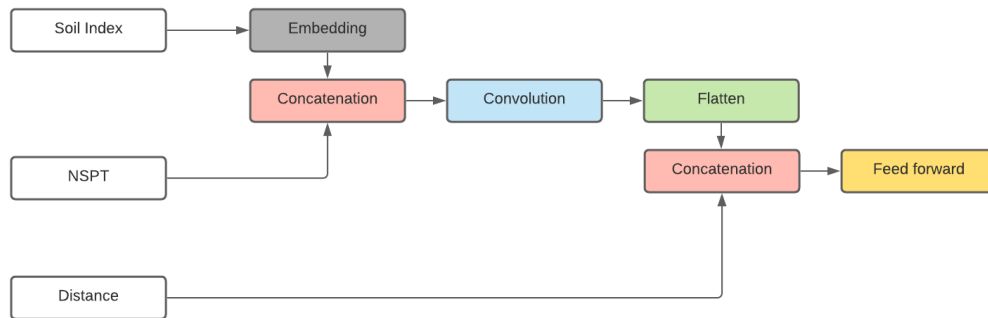 Soil Index
Embedding
Concatenation
Convolution
Flatten
NSPT
Concatenation
Feed forward
Distance